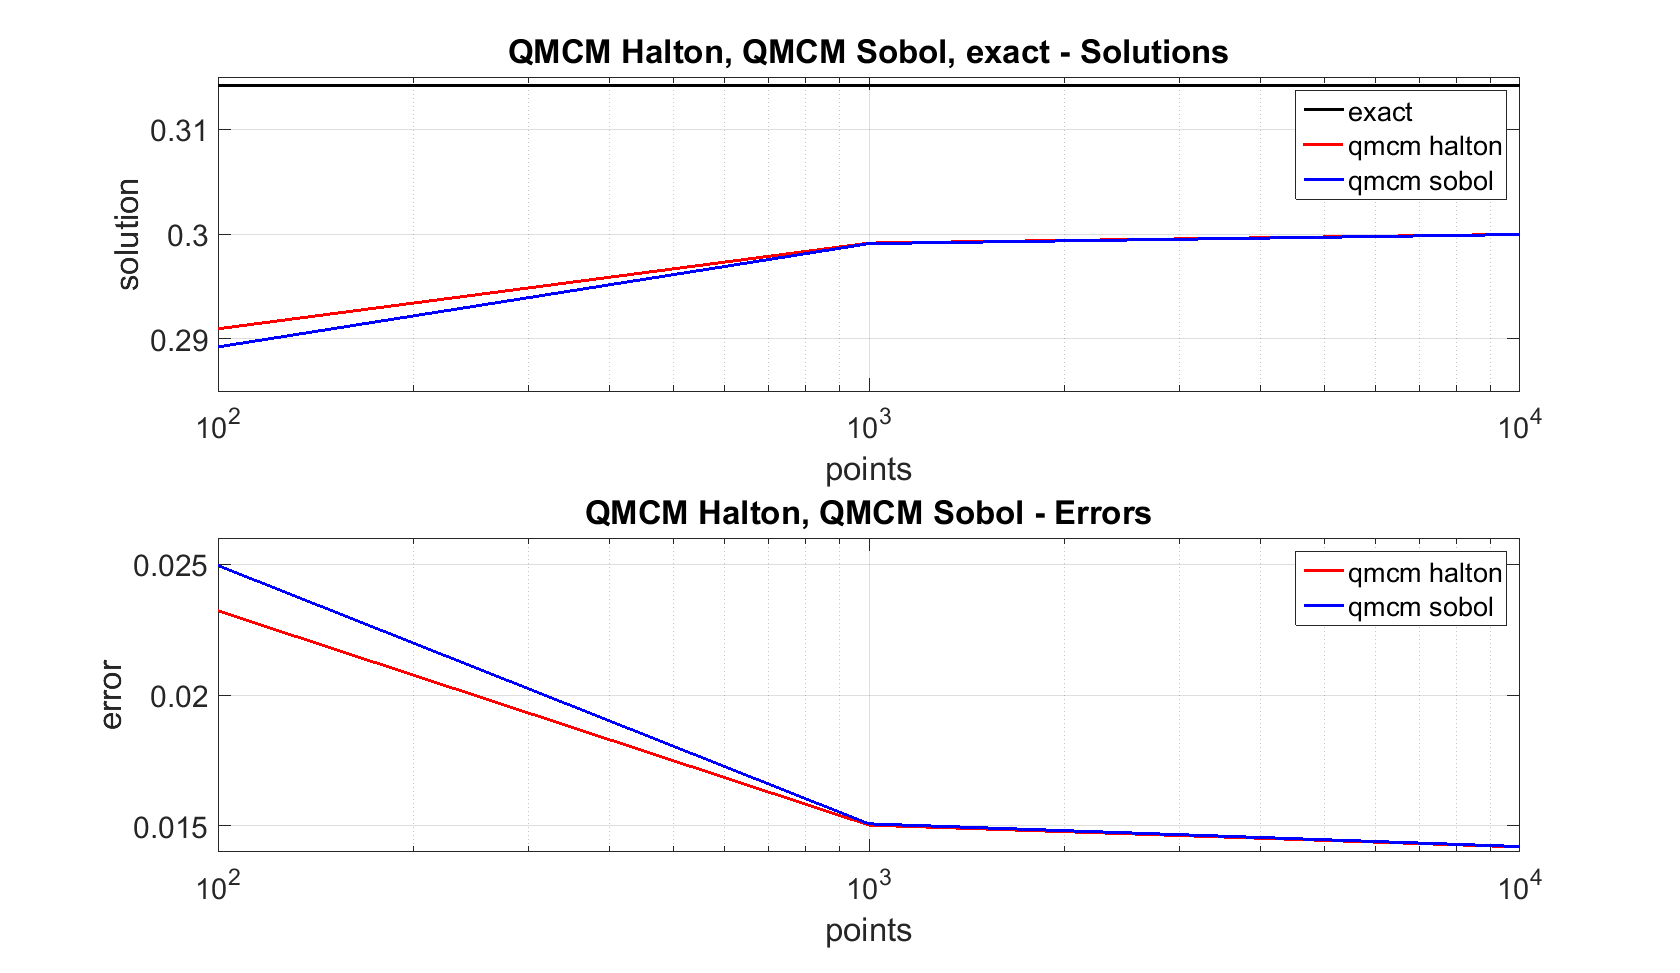 QMCM Halton, QMCM Sobol, exact - Solutions
solution
0.31
0.3
0.29
exact
qmcm halton
qmcm sobol
10^2
10^3
10^4
points
QMCM Halton, QMCM Sobol - Errors
error
0.025
0.02
0.015
qmcm halton
qmcm sobol
10^2
10^3
10^4
points